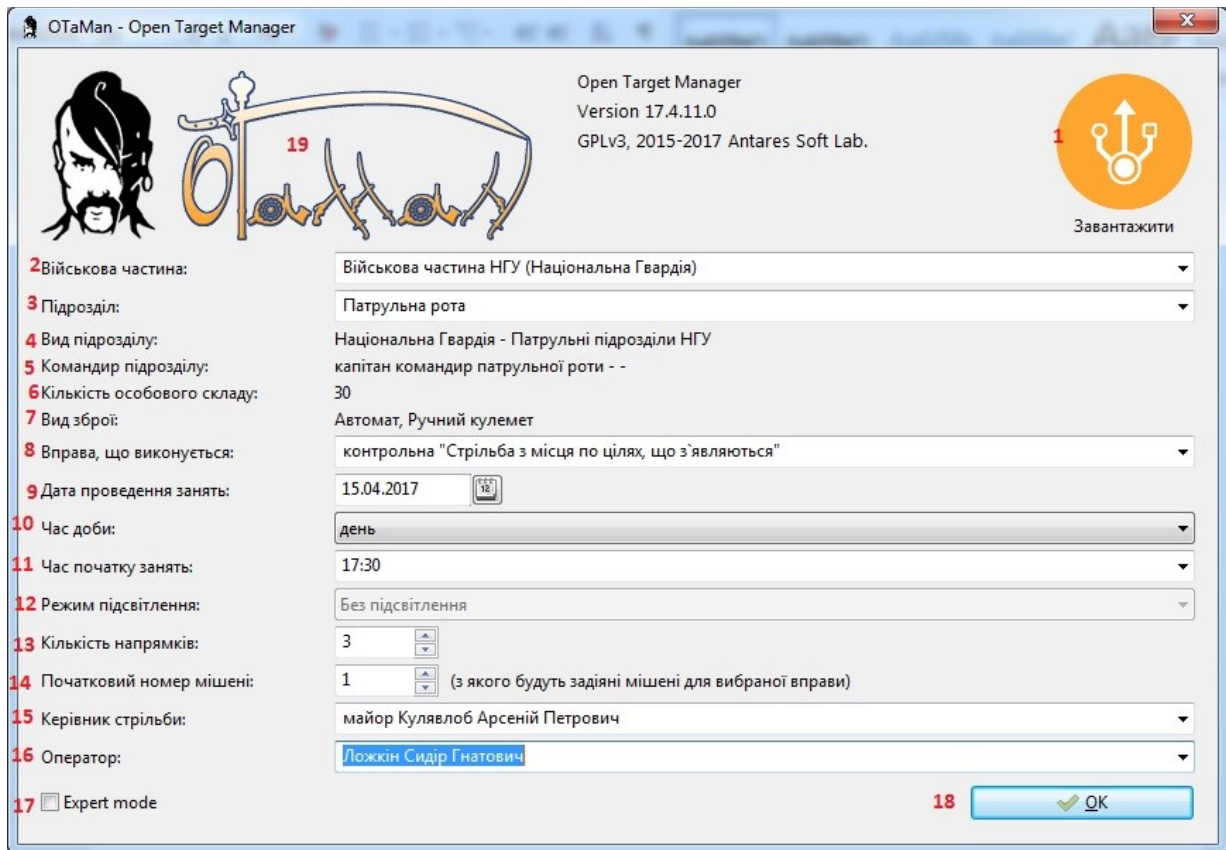 OTaMan - Open Target Manager
Open Target Manager
Version 17.4.11.0
GPLv3, 2015-2017 Antares Soft Lab.
19 ОТаМан
1
Завантажити
2 Військова частина: Військова частина НГУ (Національна Гвардія)
3 Підрозділ: Патрульна рота
4 Вид підрозділу: Національна Гвардія - Патрульні підрозділи НГУ
5 Командир підрозділу: капітан командир патрульної роти - -
6 Кількість особового складу: 30
7 Вид зброї: Автомат, Ручний кулемет
8 Вправа, що виконується: контрольна "Стрільба з місця по цілях, що з`являються"
9 Дата проведення занять: 15.04.2017 12
10 Час доби: день
11 Час початку занять: 17:30
12 Режим підсвітлення: Без підсвітлення
13 Кількість напрямків: 3
14 Початковий номер мішені: 1 (з якого будуть задіяні мішені для вибраної вправи)
15 Керівник стрільби: майор Кулявлоб Арсеній Петрович
16 Оператор: Ложкін Сидір Гнатович
17 Expert mode
18 OK